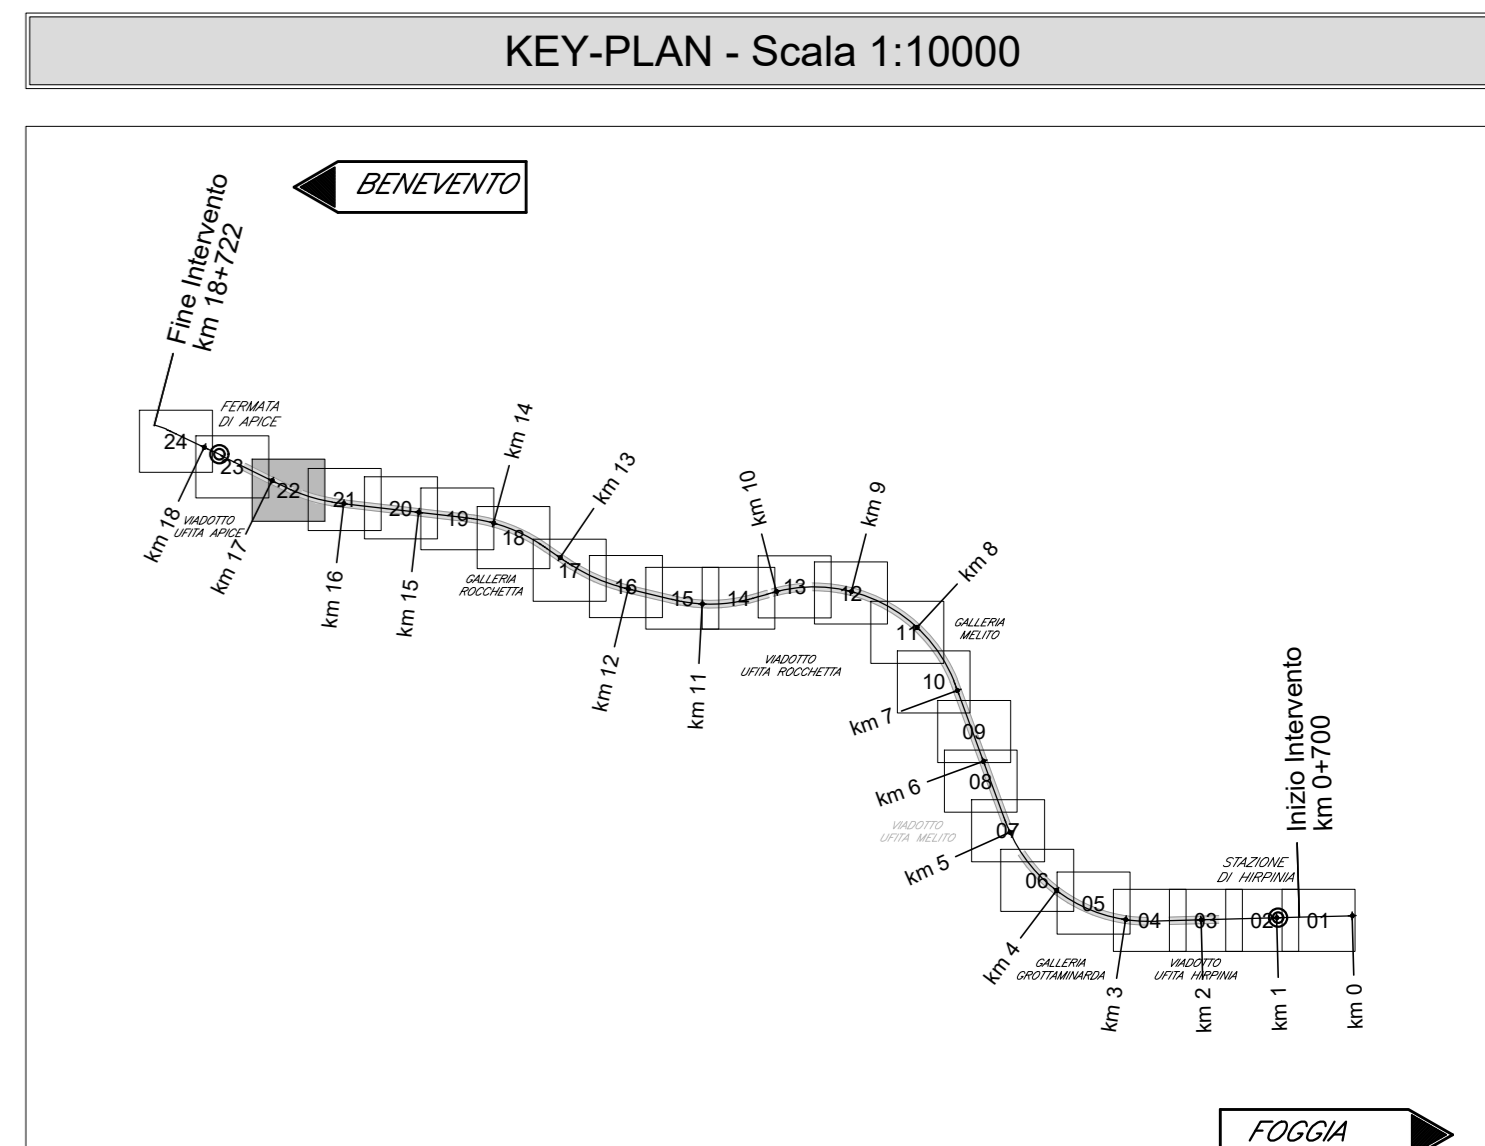 KEY-PLAN - Scala 1:10000
BENEVENTO
Fine Intervento
km 18+722
FERMATA
DI APICE
24
23
22
21
20
19
18
17
16
15
14
13
12
11
10
09
08
07
06
05
04
03
02
01
km 18
VIADOTTO
UFITA APICE
km 17
km 16
km 15
km 14
GALLERIA
ROCCHETTA
km 13
km 12
km 11
km 10
VIADOTTO
UFITA ROCCHETTA
km 9
km 8
GALLERIA
MELITO
km 7
km 6
VIADOTTO
UFITA MELITO
km 5
km 4
GALLERIA
GROTTAMINARDA
km 3
VIADOTTO
UFITA HIRPINIA
km 2
STAZIONE
DI HIRPINIA
km 1
Inizio Intervento
km 0+700
km 0
FOGGIA